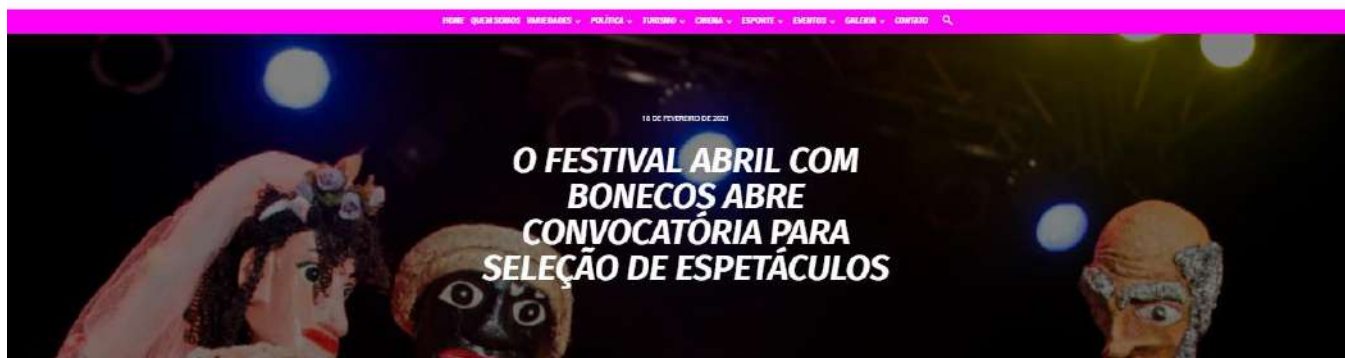 HOME QUEM SOMOS VARIEDADES POLÍTICA TURISMO CINEMA ESPORTE EVENTOS GALERIA CONTATO
16 DE FEVEREIRO DE 2021
O FESTIVAL ABRIL COM
BONECOS ABRE
CONVOCATÓRIA PARA
SELEÇÃO DE ESPETÁCULOS